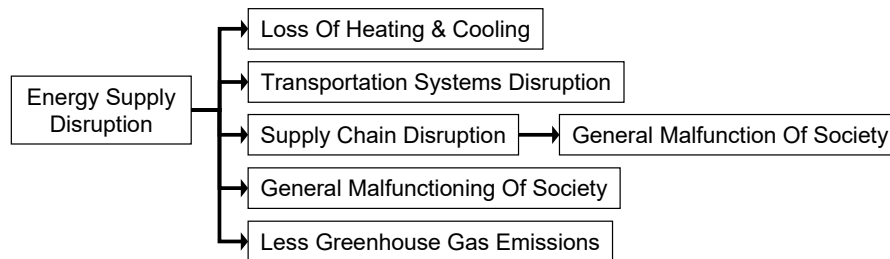 Loss Of Heating & Cooling
Transportation Systems Disruption
Energy Supply
Disruption
Supply Chain Disruption
General Malfunction Of Society
General Malfunctioning Of Society
Less Greenhouse Gas Emissions